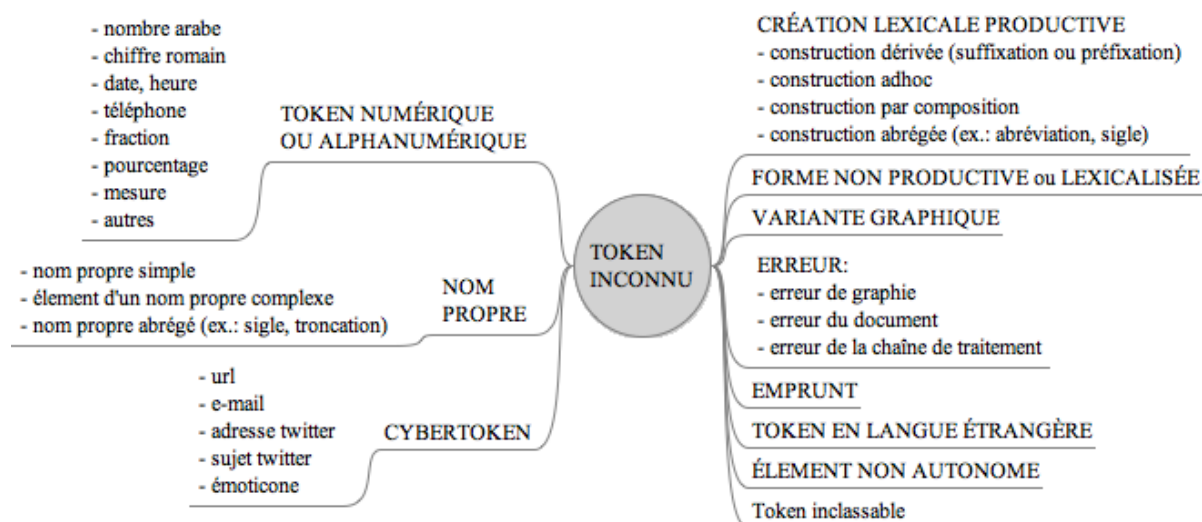 - nombre arabe
- chiffre romain
- date, heure
- téléphone
- fraction
- pourcentage
- mesure
- autres
TOKEN NUMÉRIQUE
OU ALPHANUMÉRIQUE
- nom propre simple
- élement d'un nom propre complexe
- nom propre abrégé (ex.: sigle, troncation)
NOM
PROPRE
- url
- e-mail
- adresse twitter
- sujet twitter
- émoticone
CYBERTOKEN
TOKEN
INCONNU
CRÉATION LEXICALE PRODUCTIVE
- construction dérivée (suffixation ou préfixation)
- construction adhoc
- construction par composition
- construction abrégée (ex.: abréviation, sigle)
FORME NON PRODUCTIVE ou LEXICALISÉE
VARIANTE GRAPHIQUE
ERREUR:
- erreur de graphie
- erreur du document
- erreur de la chaîne de traitement
EMPRUNT
TOKEN EN LANGUE ÉTRANGÈRE
ÉLEMENT NON AUTONOME
Token inclassable